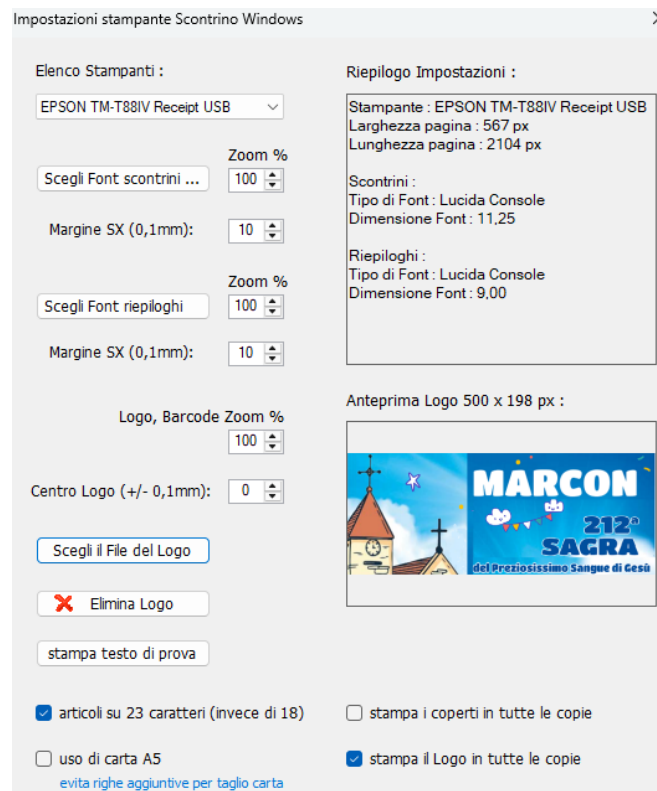 Impostazioni stampante Scontrino Windows
Elenco Stampanti :
EPSON TM-T88IV Receipt USB
Zoom %
Scegli Font scontrini ...
100
Margine SX (0,1mm):
10
Zoom %
Scegli Font riepiloghi
100
Margine SX (0,1mm):
10
Logo, Barcode Zoom %
100
Centro Logo (+/- 0,1mm):
0
Scegli il File del Logo
Elimina Logo
stampa testo di prova
articoli su 23 caratteri (invece di 18)
uso di carta A5
evita righe aggiuntive per taglio carta
Riepilogo Impostazioni :
Stampante : EPSON TM-T88IV Receipt USB
Larghezza pagina : 567 px
Lunghezza pagina : 2104 px
Scontrini :
Tipo di Font : Lucida Console
Dimensione Font : 11,25
Riepiloghi :
Tipo di Font : Lucida Console
Dimensione Font : 9,00
Anteprima Logo 500 x 198 px :
MARCON
212ª
SAGRA
del Preziosissimo Sangue di Gesù
stampa i coperti in tutte le copie
stampa il Logo in tutte le copie